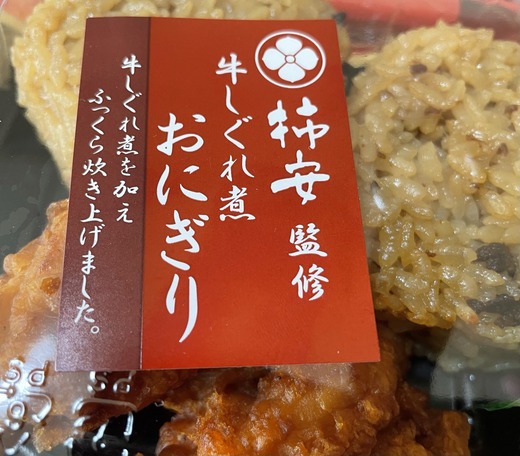 柿安 監修
牛しぐれ煮
おにぎり
牛しぐれ煮を加え
ふっくら炊き上げました。